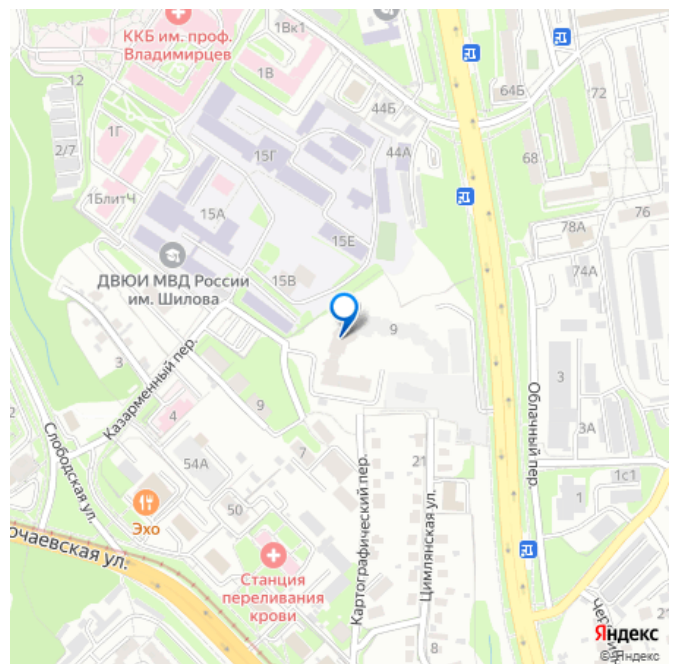 ККБ им. проф.
Владимирцев
1Вк1
12
1В
44Б
64Б
72
2/7
1Г
15Г
44А
68
1БлитЧ
15А
76
15Е
78А
ДВЮИ МВД России
им. Шилова
15В
74А
3
9
3
Казарменный пер.
Облачный пер.
9
4
3А
Слободская ул.
7
54А
21
1с1
50
1
Эхо
Картографический пер.
Цимлянская ул.
очаевская ул.
Станция
переливания
крови
8
21
Яндекс
© Яндекс